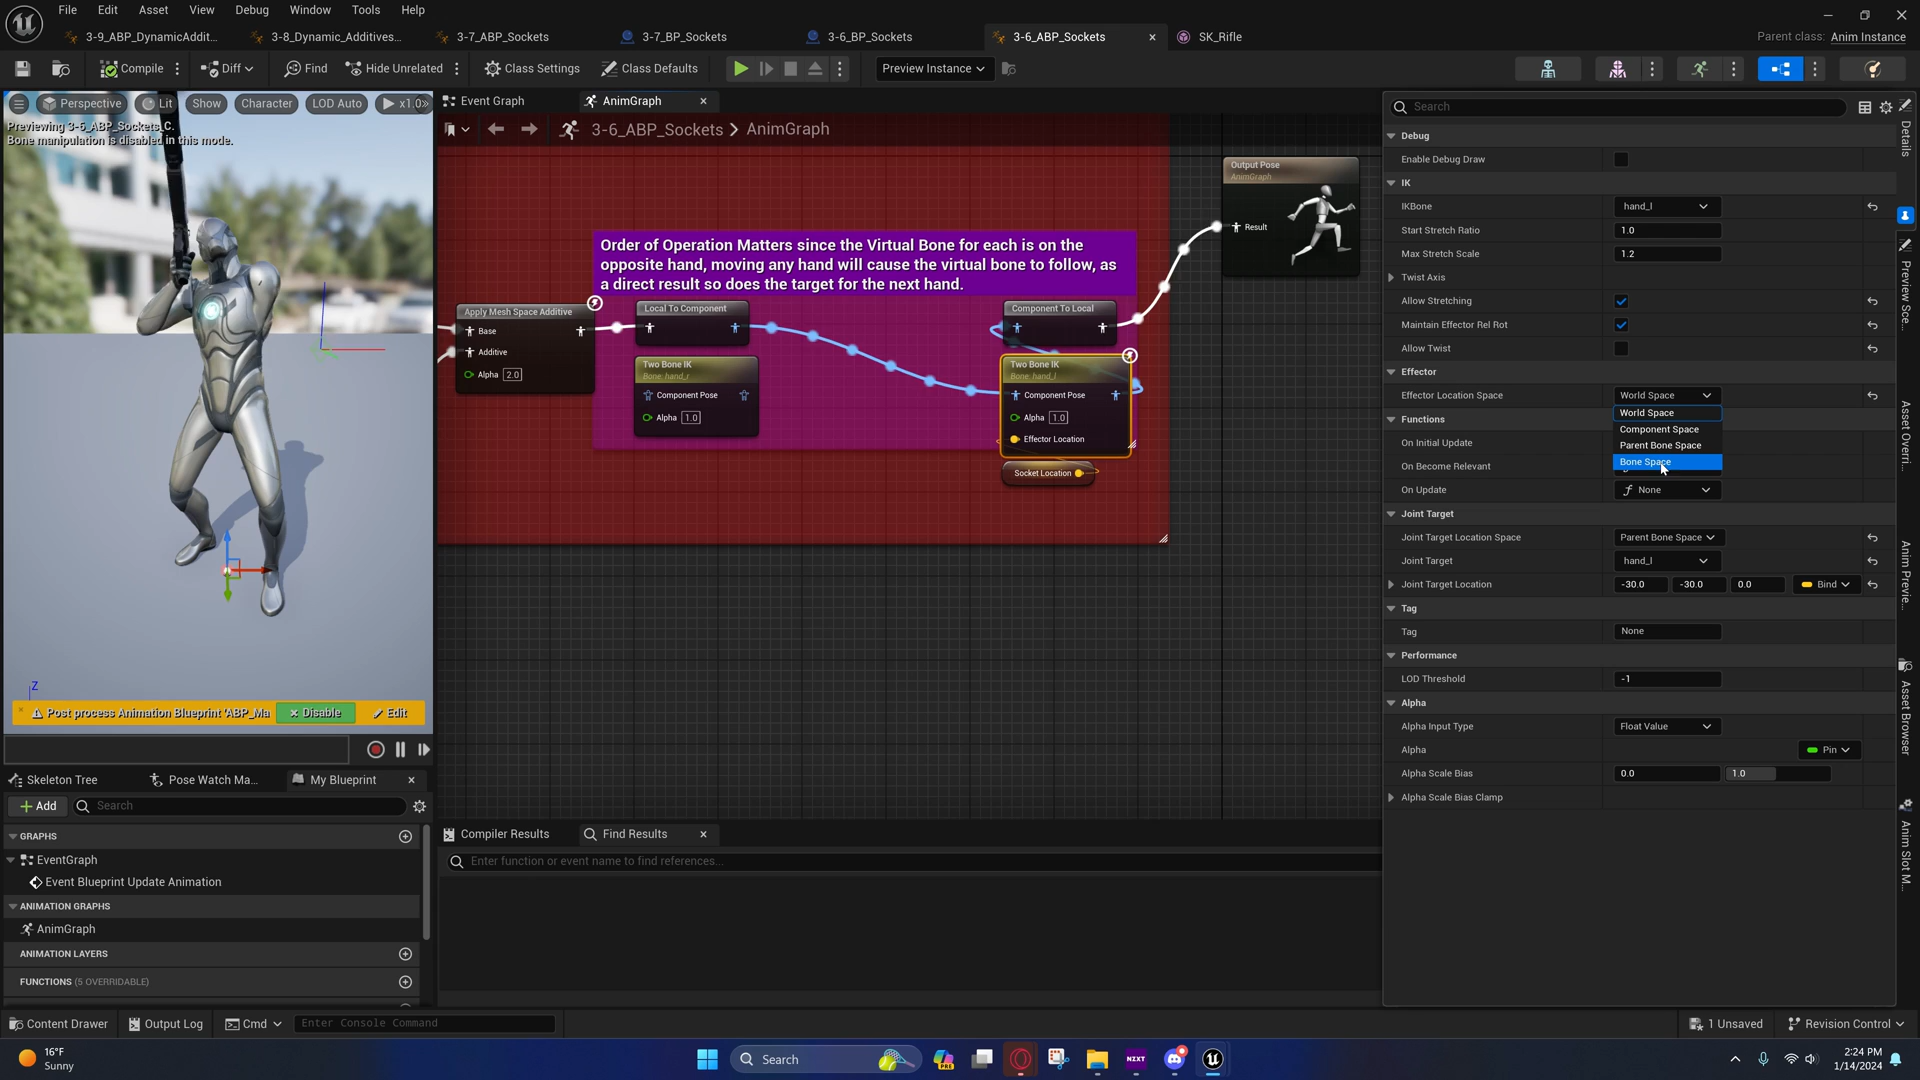 File Edit Asset View Debug Window Tools Help
3-9_ABP_DynamicAddit...
3-8_Dynamic_Additives...
3-7_ABP_Sockets
3-7_BP_Sockets
3-6_BP_Sockets
3-6_ABP_Sockets
SK_Rifle
Parent class: Anim Instance
Compile
Diff
Find
Hide Unrelated
Class Settings
Class Defaults
Preview Instance
Perspective
Lit
Show
Character
LOD Auto
x1.0
Previewing 3-6_ABP_Sockets_C.
Bone manipulation is disabled in this mode.
Z
Post process Animation Blueprint 'ABP_Ma
Disable
Edit
Event Graph
AnimGraph
3-6_ABP_Sockets > AnimGraph
Order of Operation Matters since the Virtual Bone for each is on the
opposite hand, moving any hand will cause the virtual bone to follow, as
a direct result so does the target for the next hand.
Apply Mesh Space Additive
Base
Additive
Alpha 2.0
Local To Component
Two Bone IK
Bone: hand_r
Component Pose
Alpha 1.0
Component To Local
Two Bone IK
Bone: hand_l
Component Pose
Alpha 1.0
Effector Location
Socket Location
Output Pose
AnimGraph
Result
Skeleton Tree
Pose Watch Ma...
My Blueprint
Add
Search
GRAPHS
EventGraph
Event Blueprint Update Animation
ANIMATION GRAPHS
AnimGraph
ANIMATION LAYERS
FUNCTIONS (5 OVERRIDABLE)
Compiler Results
Find Results
Enter function or event name to find references...
Search
Debug
Enable Debug Draw
IK
IKBone hand_l
Start Stretch Ratio 1.0
Max Stretch Scale 1.2
Twist Axis
Allow Stretching
Maintain Effector Rel Rot
Allow Twist
Effector
Effector Location Space World Space
World Space
Component Space
Parent Bone Space
Bone Space
Functions
On Initial Update
On Become Relevant
On Update None
Joint Target
Joint Target Location Space Parent Bone Space
Joint Target hand_l
Joint Target Location -30.0 -30.0 0.0 Bind
Tag
Tag None
Performance
LOD Threshold -1
Alpha
Alpha Input Type Float Value
Alpha Pin
Alpha Scale Bias 0.0 1.0
Alpha Scale Bias Clamp
Details
Preview Sce...
Asset Overri...
Anim Previe...
Asset Browser
Anim Slot M...
Content Drawer
Output Log
Cmd
Enter Console Command
1 Unsaved
Revision Control
16°F
Sunny
Search
PRE
NZXT
2:24 PM
1/14/2024